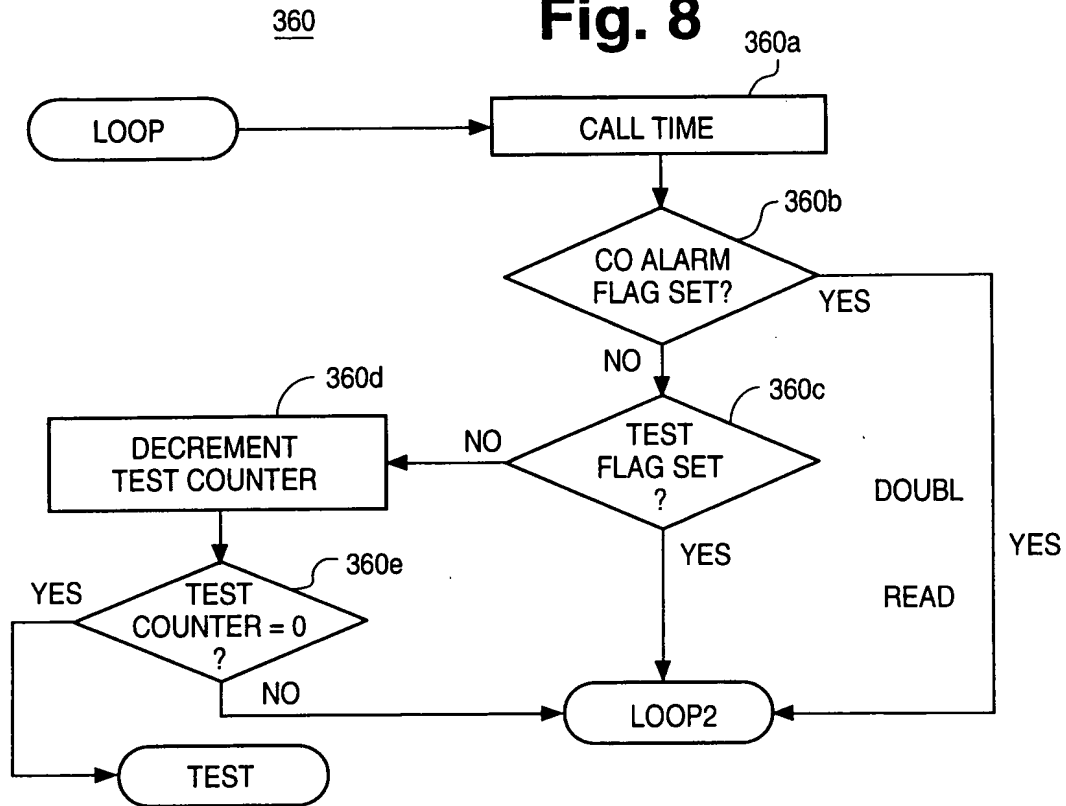 360
Fig. 8
360a
LOOP
CALL TIME
360b
CO ALARM
FLAG SET?
YES
NO
360d
360c
DECREMENT
TEST COUNTER
NO
TEST
FLAG SET
?
DOUBL
YES
YES
360e
READ
YES
TEST
COUNTER = 0
?
NO
LOOP2
TEST